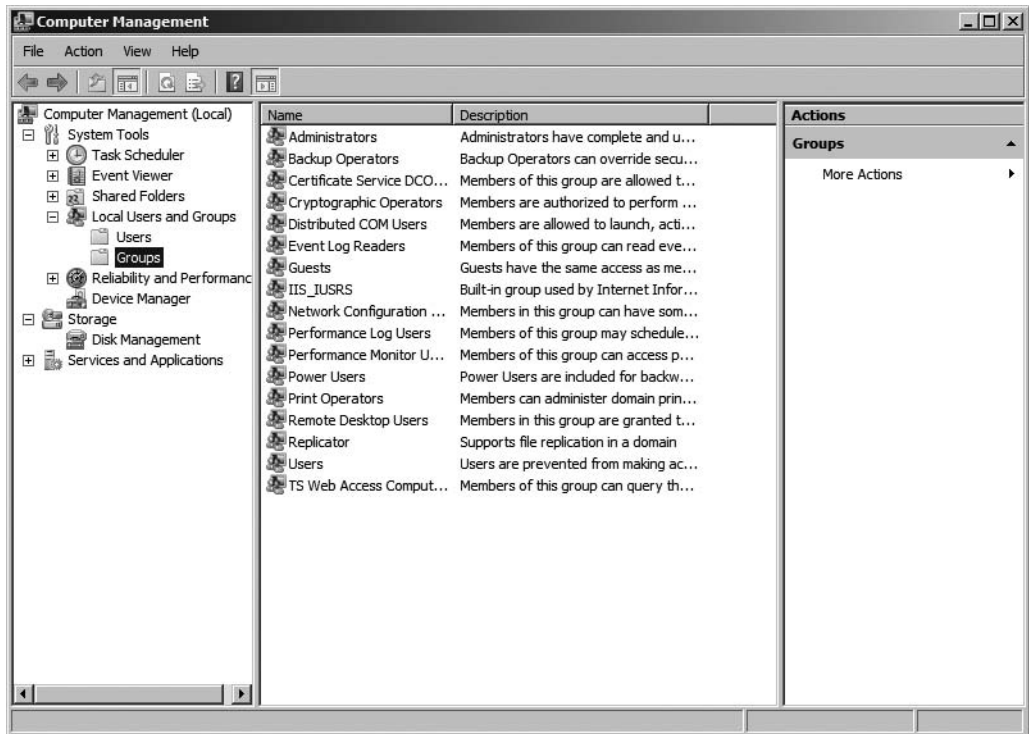 Computer Management
File Action View Help
Computer Management (Local)
System Tools
Task Scheduler
Event Viewer
Shared Folders
Local Users and Groups
Users
Groups
Reliability and Performanc
Device Manager
Storage
Disk Management
Services and Applications
Name Description
Administrators Administrators have complete and u...
Backup Operators Backup Operators can override secu...
Certificate Service DCO... Members of this group are allowed t...
Cryptographic Operators Members are authorized to perform ...
Distributed COM Users Members are allowed to launch, acti...
Event Log Readers Members of this group can read eve...
Guests Guests have the same access as me...
IIS_IUSRS Built-in group used by Internet Infor...
Network Configuration ... Members in this group can have som...
Performance Log Users Members of this group may schedule...
Performance Monitor U... Members of this group can access p...
Power Users Power Users are included for backw...
Print Operators Members can administer domain prin...
Remote Desktop Users Members in this group are granted t...
Replicator Supports file replication in a domain
Users Users are prevented from making ac...
TS Web Access Comput... Members of this group can query th...
Actions
Groups
More Actions